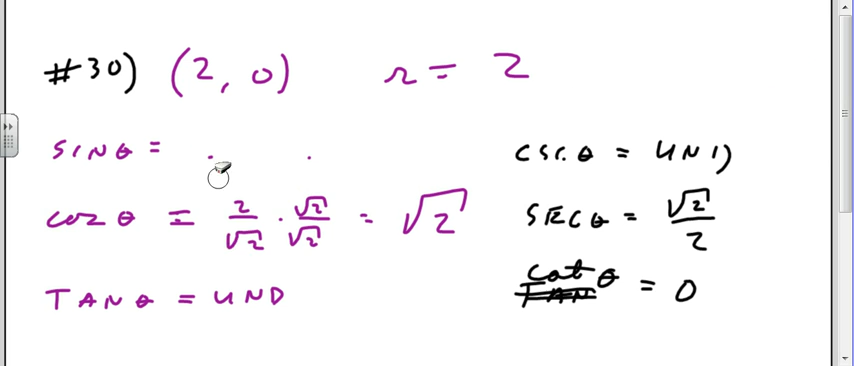 #30) (2, 0) r = 2
SIN θ =
CSC θ = UND
COS θ = 2/√2 · √2/√2 = √2
SEC θ = √2/2
TAN θ = UND
cot θ = 0